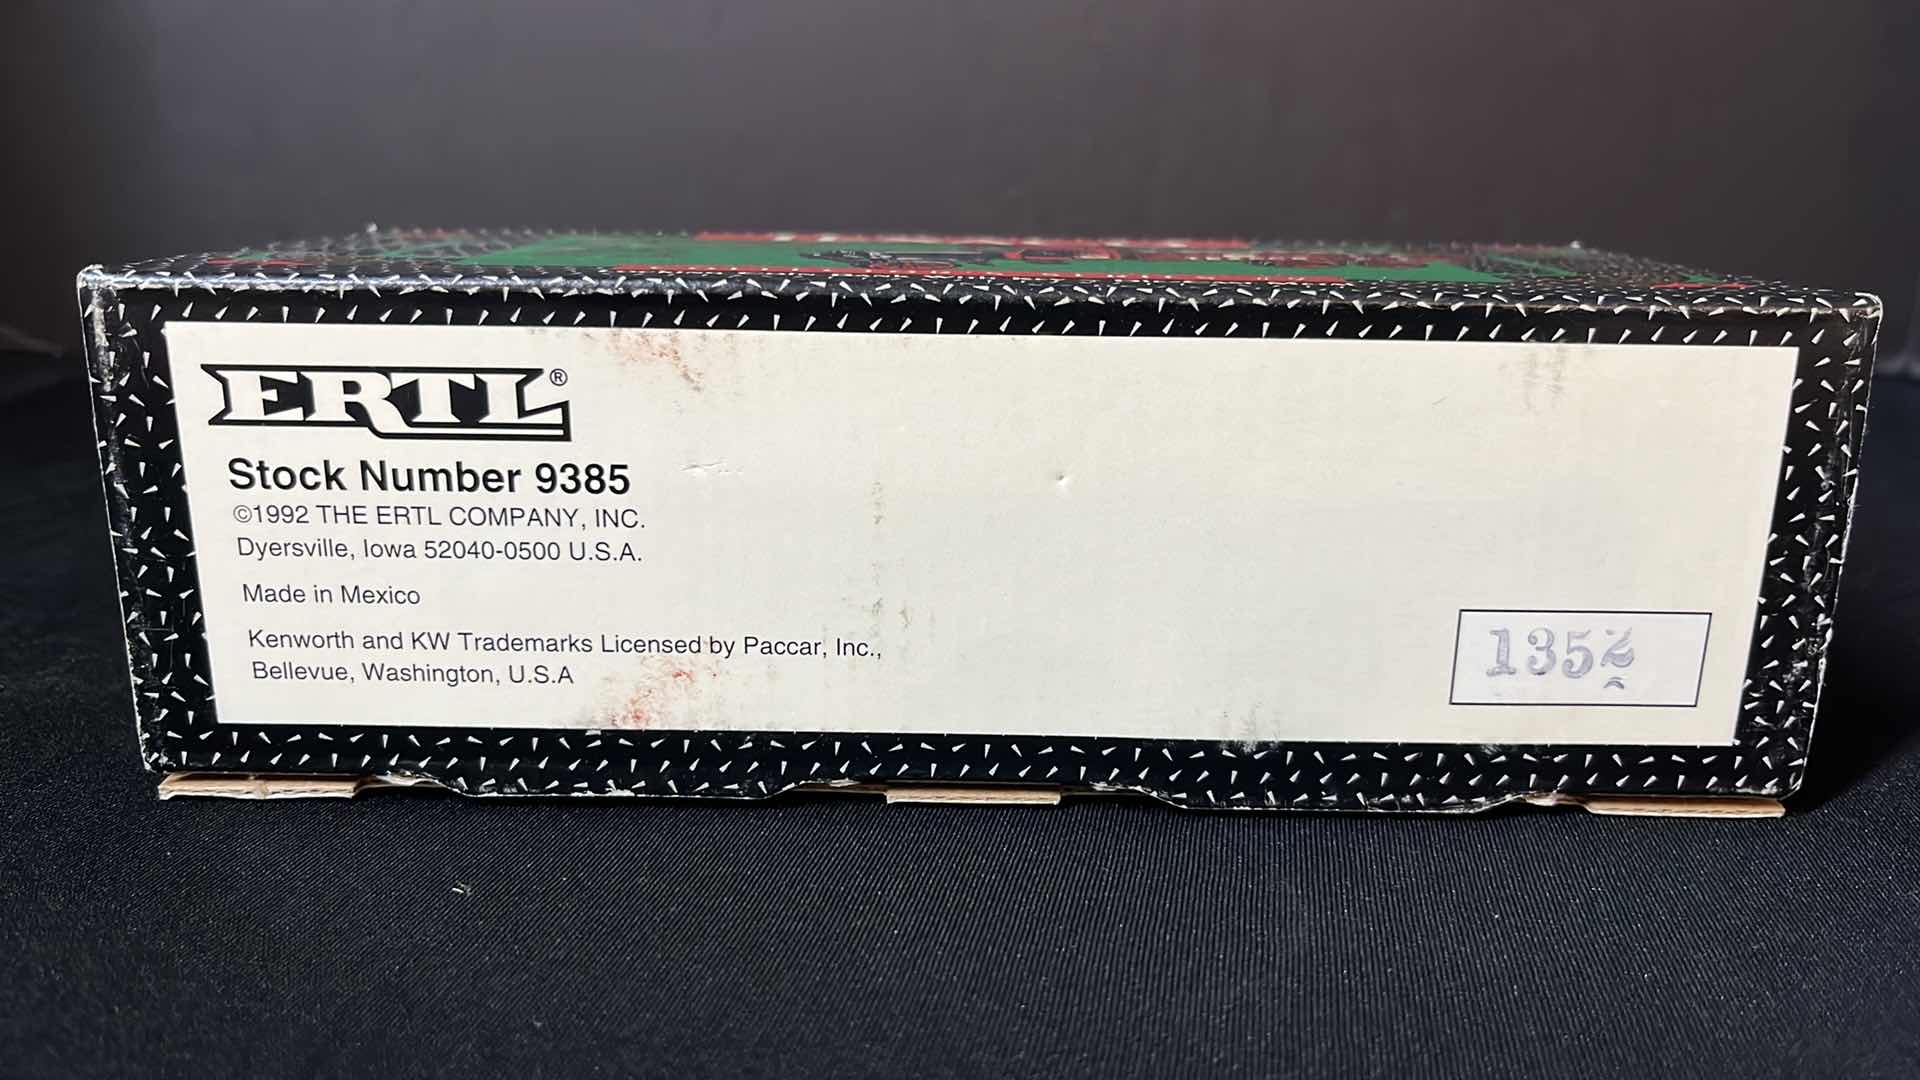 ERTL®
Stock Number 9385
©1992 THE ERTL COMPANY, INC.
Dyersville, Iowa 52040-0500 U.S.A.
Made in Mexico
Kenworth and KW Trademarks Licensed by Paccar, Inc.,
Bellevue, Washington, U.S.A
1352